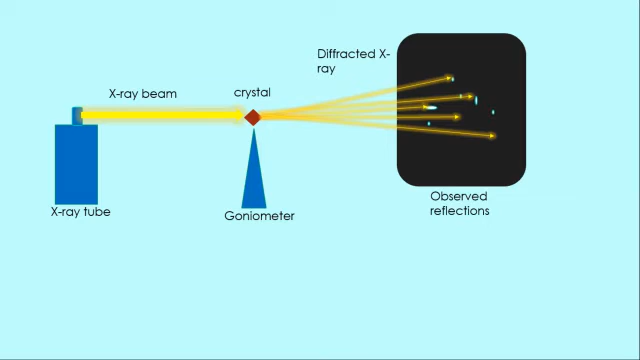 Diffracted X-
ray
X-ray beam
crystal
X-ray tube
Goniometer
Observed
reflections